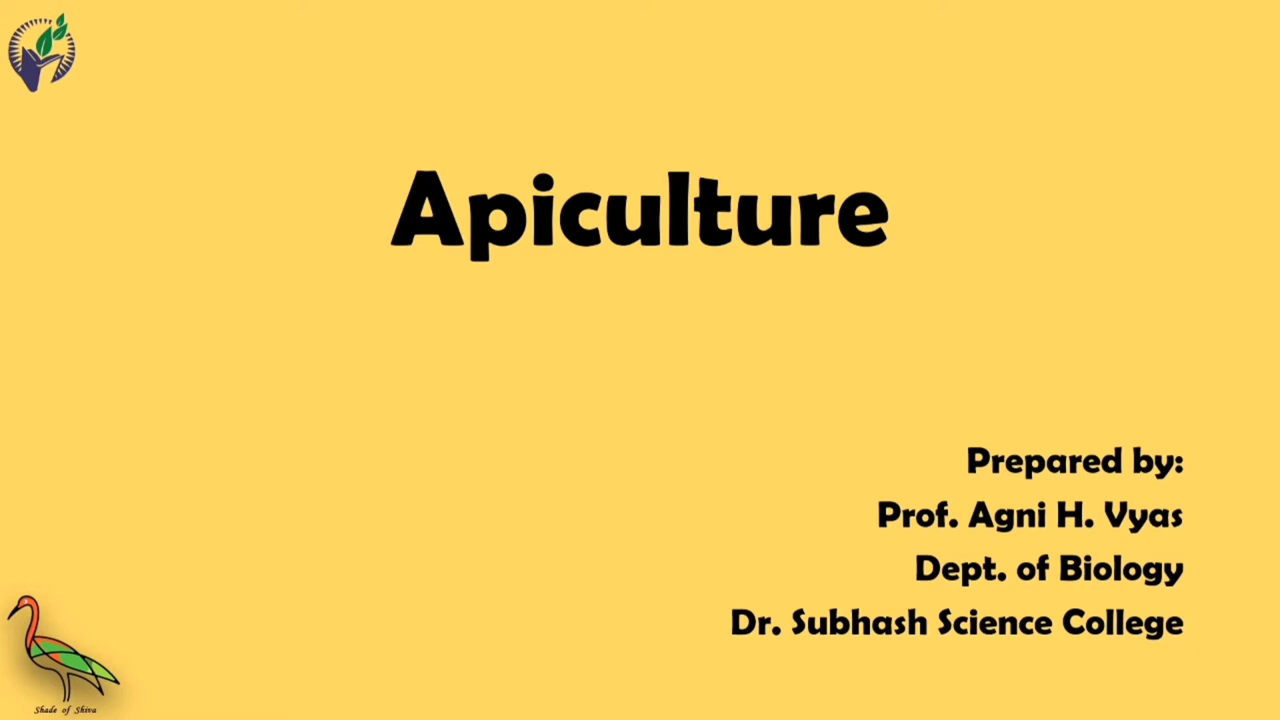 Apiculture
Prepared by:
Prof. Agni H. Vyas
Dept. of Biology
Dr. Subhash Science College
Shade of Shiva